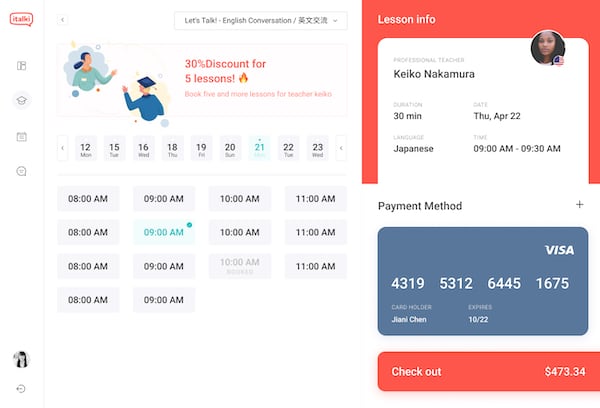 italki
Let's Talk! - English Conversation / 英文交流
30%Discount for
5 lessons!
Book five and more lessons for teacher keiko
12 13 16 18 19 20 21 22 23
Mon Tue Wed Thu Fri Sun Mon Tue Wed
08:00 AM 09:00 AM 10:00 AM 11:00 AM
08:00 AM 09:00 AM 10:00 AM 11:00 AM
08:00 AM 09:00 AM 10:00 AM 11:00 AM
BOOKED
08:00 AM 09:00 AM
Lesson info
PROFESSIONAL TEACHER
Keiko Nakamura
DURATION DATE
30 min Thu, Apr 22
LANGUAGE TIME
Japanese 09:00 AM - 09:30 AM
Payment Method
VISA
4319 5312 6445 1675
CARD HOLDER EXPIRES
Jiani Chen 10/22
Check out $473.34